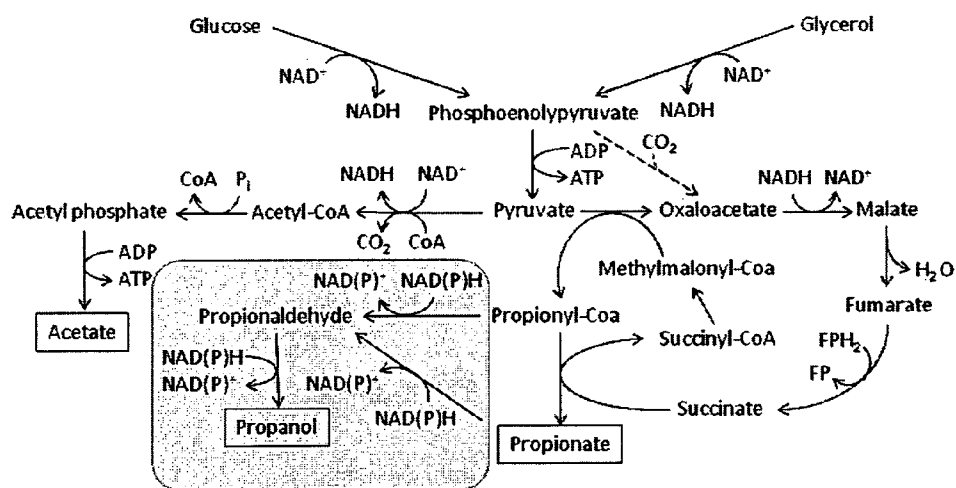 Glucose
Glycerol
NAD⁺
NAD⁺
NADH
Phosphoenolpyruvate
NADH
CO₂
ADP
ATP
CoA
Pᵢ
NADH
NAD⁺
NADH
NAD⁺
Acetyl phosphate
Acetyl-CoA
Pyruvate
Oxaloacetate
Malate
CO₂
CoA
ADP
ATP
Methylmalonyl-Coa
H₂O
NAD(P)⁺
NAD(P)H
Acetate
Propionaldehyde
Propionyl-Coa
Fumarate
Succinyl-CoA
FPH₂
NAD(P)H
NAD(P)⁺
NAD(P)⁺
FP
NAD(P)H
Succinate
Propanol
Propionate